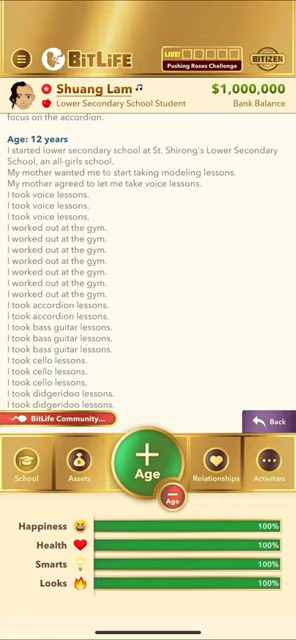 BitLife
LIVE!
Pushing Roses Challenge
BITIZEN
Shuang Lam
$1,000,000
Lower Secondary School Student
Bank Balance
focus on the accordion.
Age: 12 years
I started lower secondary school at St. Shirong's Lower Secondary
School, an all-girls school.
My mother wanted me to start taking modeling lessons.
My mother agreed to let me take voice lessons.
I took voice lessons.
I took voice lessons.
I took voice lessons.
I worked out at the gym.
I worked out at the gym.
I worked out at the gym.
I worked out at the gym.
I worked out at the gym.
I worked out at the gym.
I worked out at the gym.
I took accordion lessons.
I took accordion lessons.
I took bass guitar lessons.
I took bass guitar lessons.
I took bass guitar lessons.
I took cello lessons.
I took cello lessons.
I took cello lessons.
I took didgeridoo lessons.
I took didgeridoo lessons.
BitLife Community...
Back
School
Assets
+
Age
Age
Relationships
Activities
Happiness 100%
Health 100%
Smarts 100%
Looks 100%